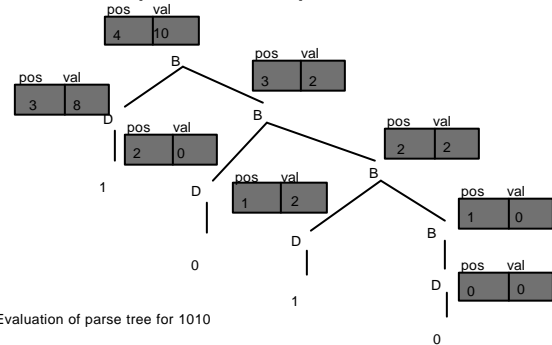 pos val
4 10
B
pos val
3 2
pos val
3 8
D
B
pos val
2 0
pos val
2 2
1
D
pos val
1 2
B
pos val
1 0
D
B
0
pos val
0 0
D
1
Evaluation of parse tree for 1010
0